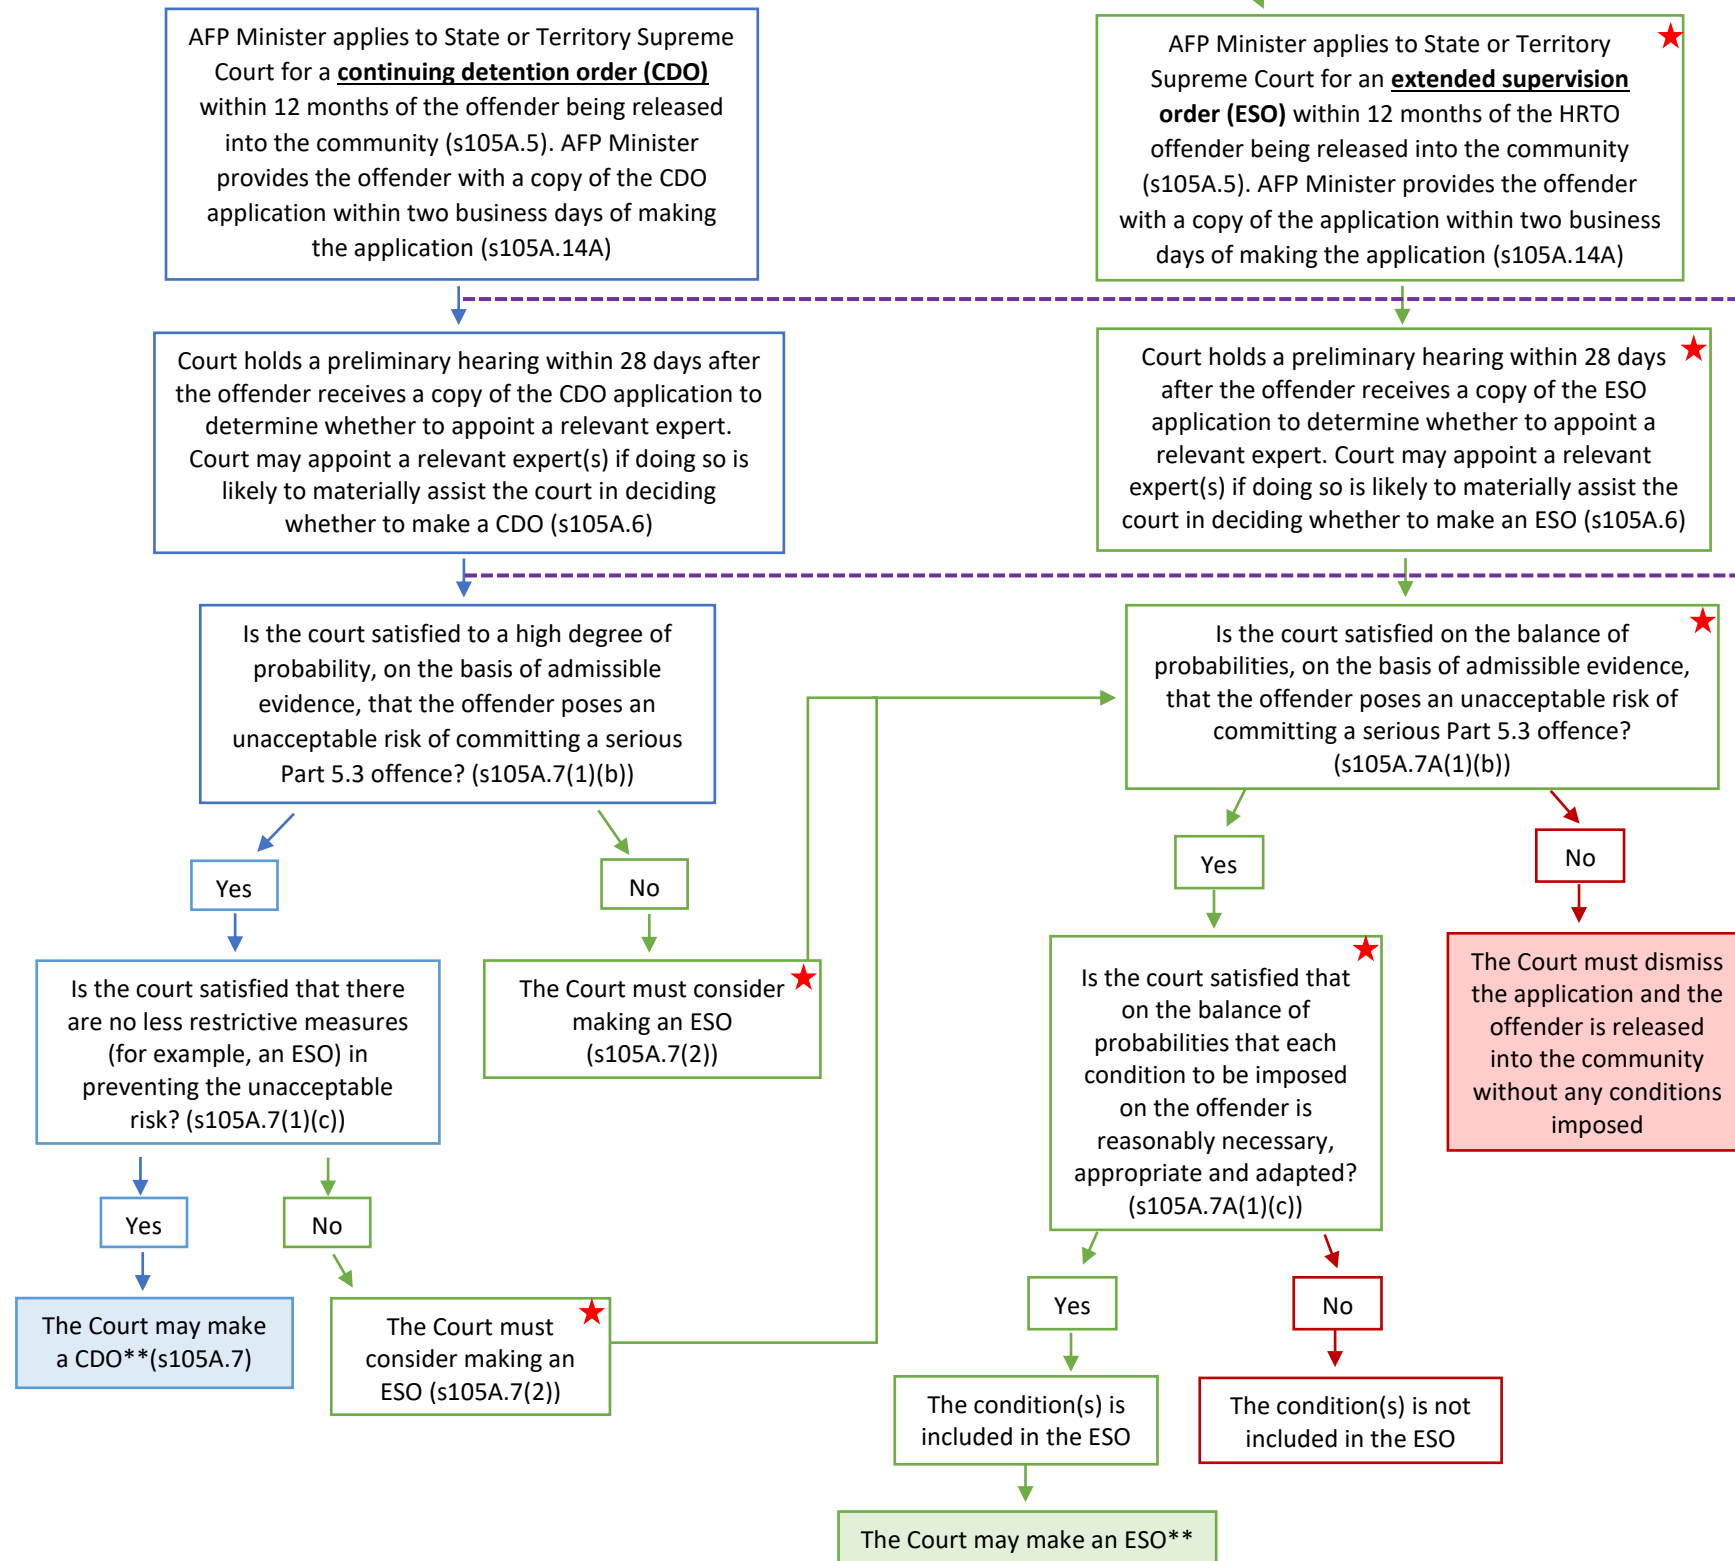 AFP Minister applies to State or Territory Supreme
Court for a continuing detention order (CDO)
within 12 months of the offender being released
into the community (s105A.5). AFP Minister
provides the offender with a copy of the CDO
application within two business days of making
the application (s105A.14A)
AFP Minister applies to State or Territory
Supreme Court for an extended supervision
order (ESO) within 12 months of the HRTO
offender being released into the community
(s105A.5). AFP Minister provides the offender
with a copy of the application within two business
days of making the application (s105A.14A)
Court holds a preliminary hearing within 28 days after
the offender receives a copy of the CDO application to
determine whether to appoint a relevant expert.
Court may appoint a relevant expert(s) if doing so is
likely to materially assist the court in deciding
whether to make a CDO (s105A.6)
Court holds a preliminary hearing within 28 days
after the offender receives a copy of the ESO
application to determine whether to appoint a
relevant expert. Court may appoint a relevant
expert(s) if doing so is likely to materially assist the
court in deciding whether to make an ESO (s105A.6)
Is the court satisfied to a high degree of
probability, on the basis of admissible
evidence, that the offender poses an
unacceptable risk of committing a serious
Part 5.3 offence? (s105A.7(1)(b))
Is the court satisfied on the balance of
probabilities, on the basis of admissible evidence,
that the offender poses an unacceptable risk of
committing a serious Part 5.3 offence?
(s105A.7A(1)(b))
Yes
No
Yes
No
Is the court satisfied that there
are no less restrictive measures
(for example, an ESO) in
preventing the unacceptable
risk? (s105A.7(1)(c))
The Court must consider
making an ESO
(s105A.7(2))
Is the court satisfied that
on the balance of
probabilities that each
condition to be imposed
on the offender is
reasonably necessary,
appropriate and adapted?
(s105A.7A(1)(c))
The Court must dismiss
the application and the
offender is released
into the community
without any conditions
imposed
Yes
No
Yes
No
The Court may make
a CDO**(s105A.7)
The Court must
consider making an
ESO (s105A.7(2))
The condition(s) is
included in the ESO
The condition(s) is not
included in the ESO
The Court may make an ESO**